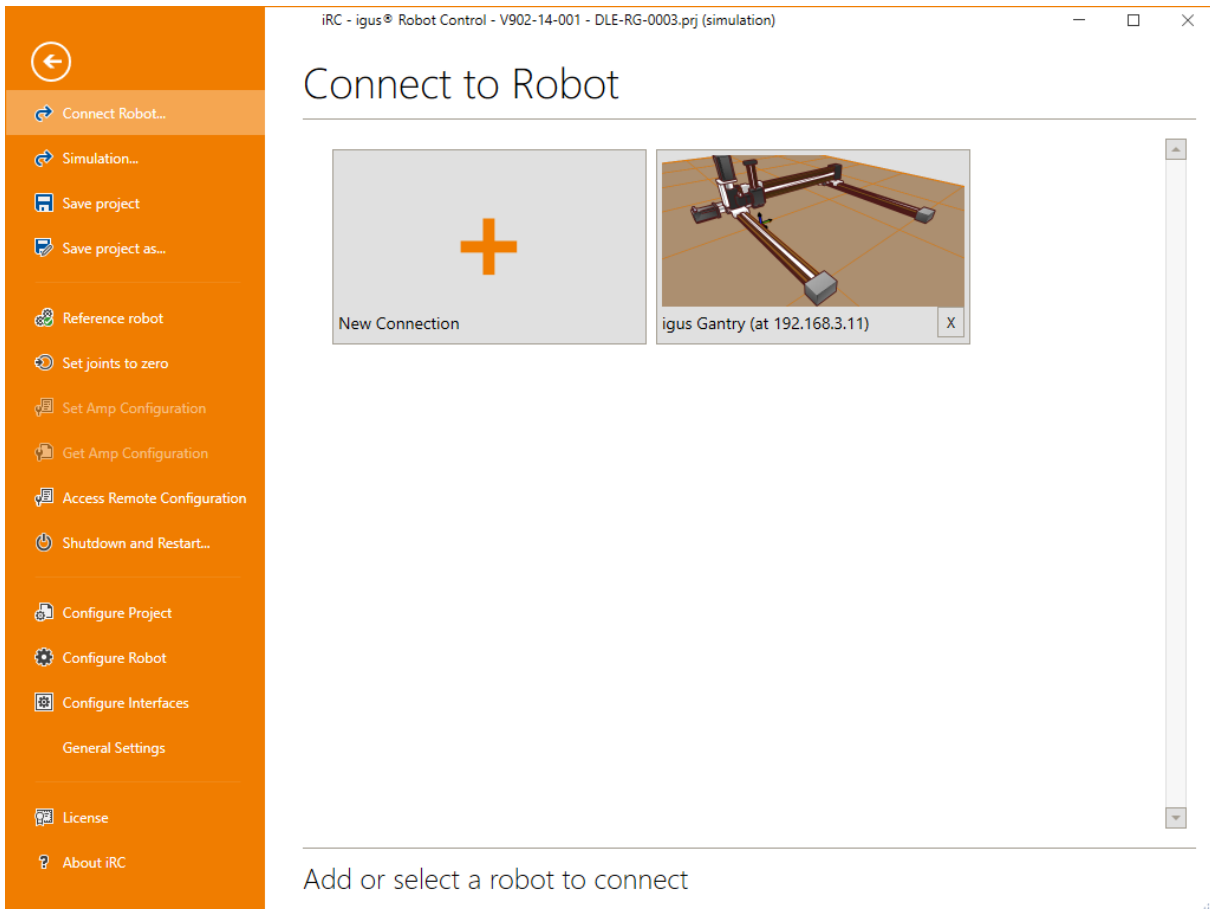 iRC - igus® Robot Control - V902-14-001 - DLE-RG-0003.prj (simulation)
Connect to Robot
Connect Robot...
Simulation...
Save project
Save project as...
Reference robot
Set joints to zero
Set Amp Configuration
Get Amp Configuration
Access Remote Configuration
Shutdown and Restart...
Configure Project
Configure Robot
Configure Interfaces
General Settings
License
About iRC
New Connection
igus Gantry (at 192.168.3.11)
X
Add or select a robot to connect